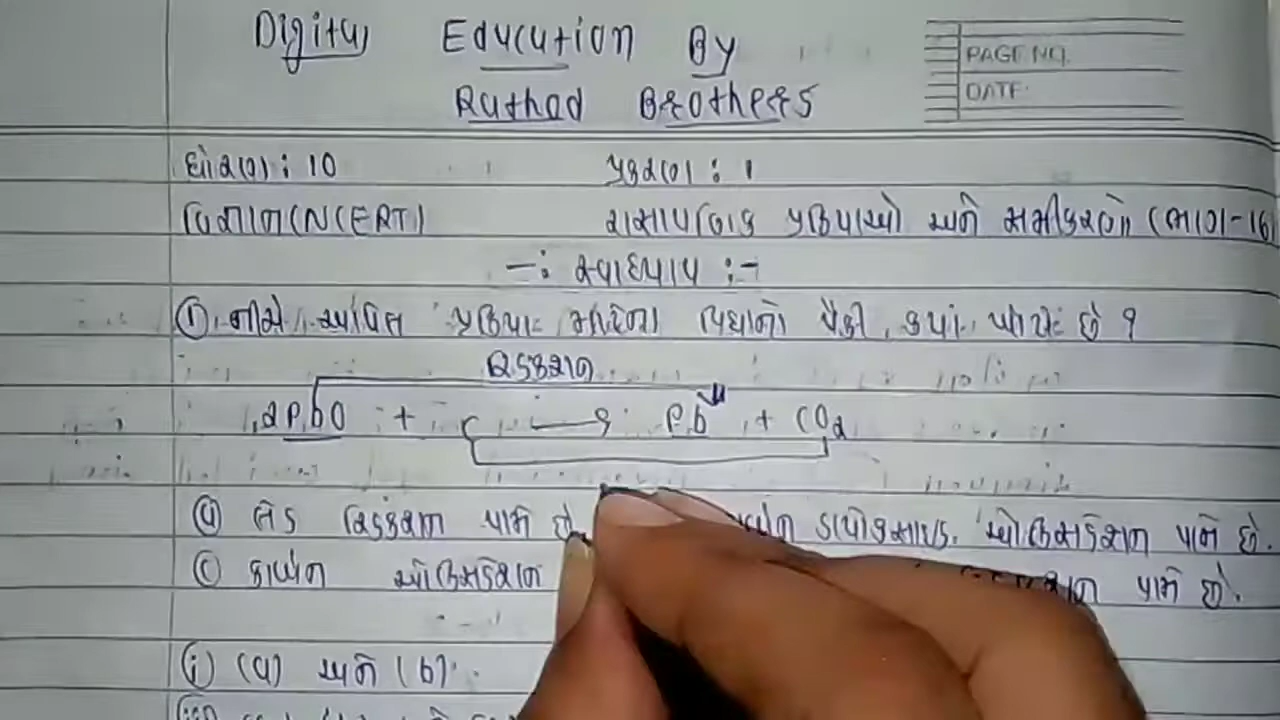 Digital Education By
Rathod Brothers
PAGE NO.
DATE:
ધોરણ : 10 પ્રકરણ : 1
વિજ્ઞાન(NCERT) રાસાયણિક પ્રક્રિયાઓ અને સમીકરણો (ભાગ-16)
-: સ્વાધ્યાય :-
① નીચે આપેલ પ્રક્રિયા માટેના વિધાનો પૈકી કયાં ખોટાં છે ?
રિડક્શન
2PbO + C → Pb + CO2
ⓐ લેડ રિડક્શન પામે છે ડાયોક્સાઇડ ઓક્સિડેશન પામે છે.
ⓒ કાર્બન ઓક્સિડેશન પામે છે.
ⓘ (a) અને (b)